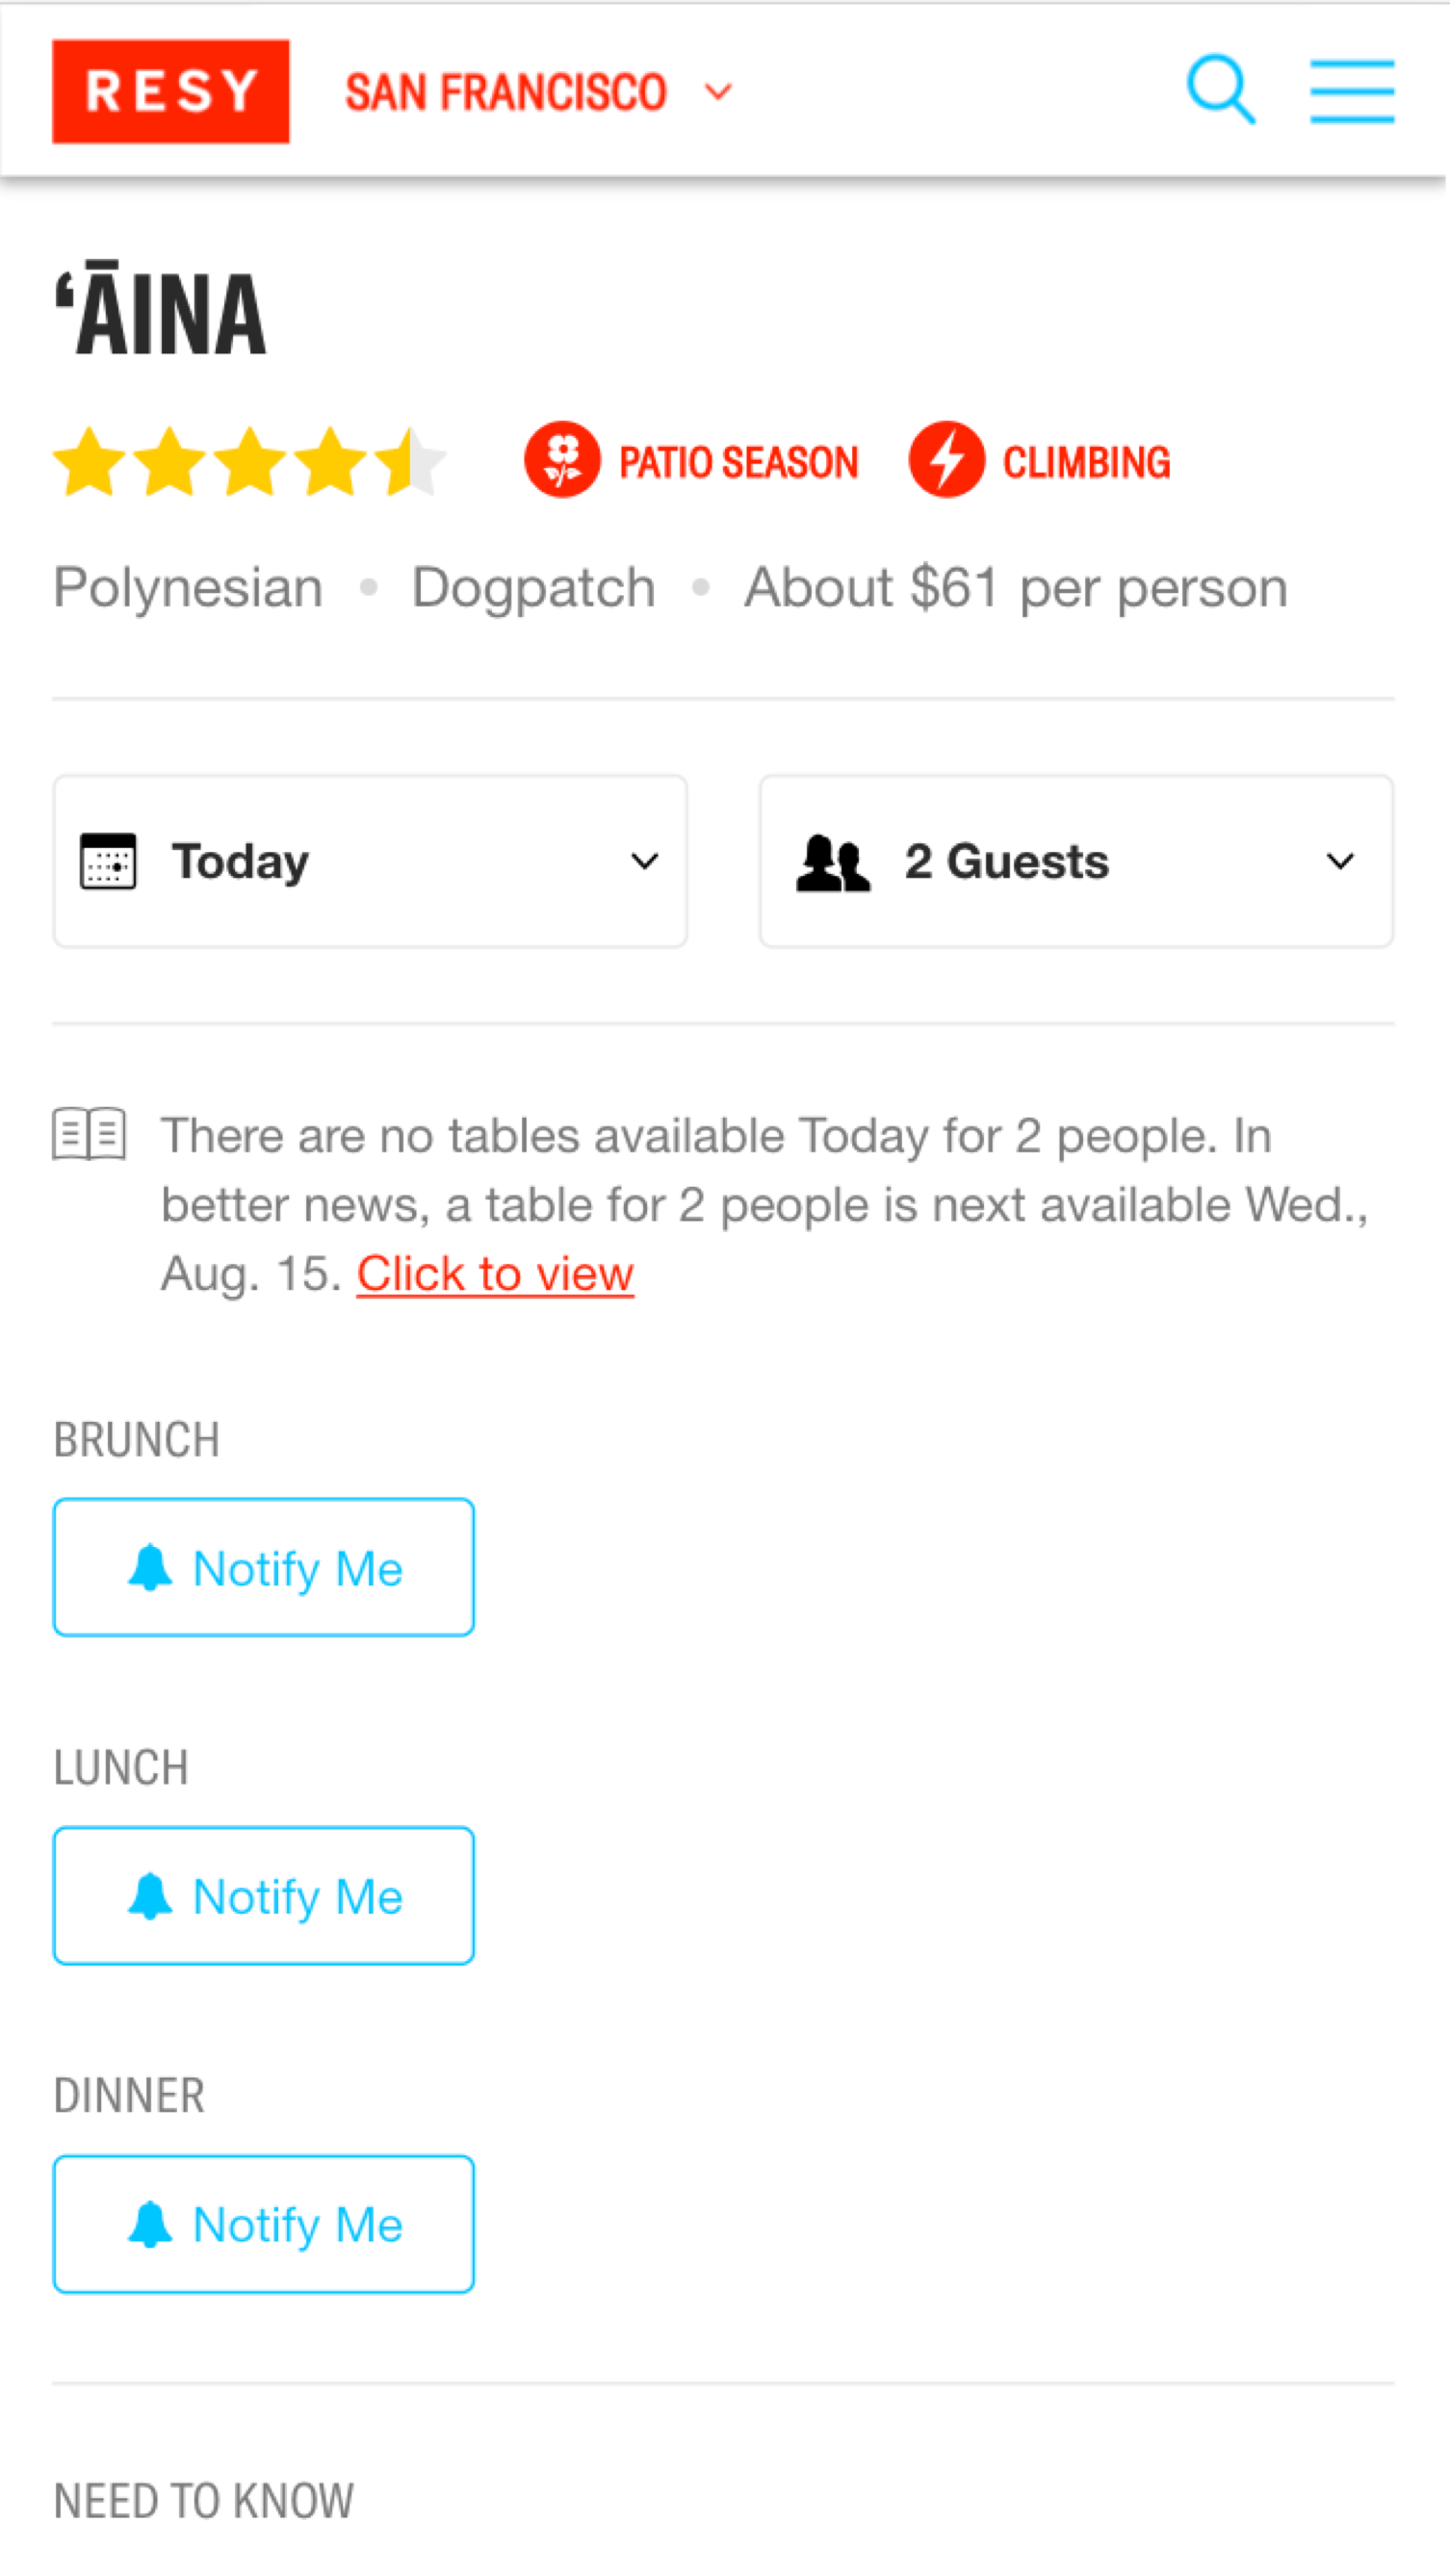 RESY SAN FRANCISCO
‘ĀINA
PATIO SEASON CLIMBING
Polynesian • Dogpatch • About $61 per person
Today 2 Guests
There are no tables available Today for 2 people. In
better news, a table for 2 people is next available Wed.,
Aug. 15. Click to view
BRUNCH
Notify Me
LUNCH
Notify Me
DINNER
Notify Me
NEED TO KNOW